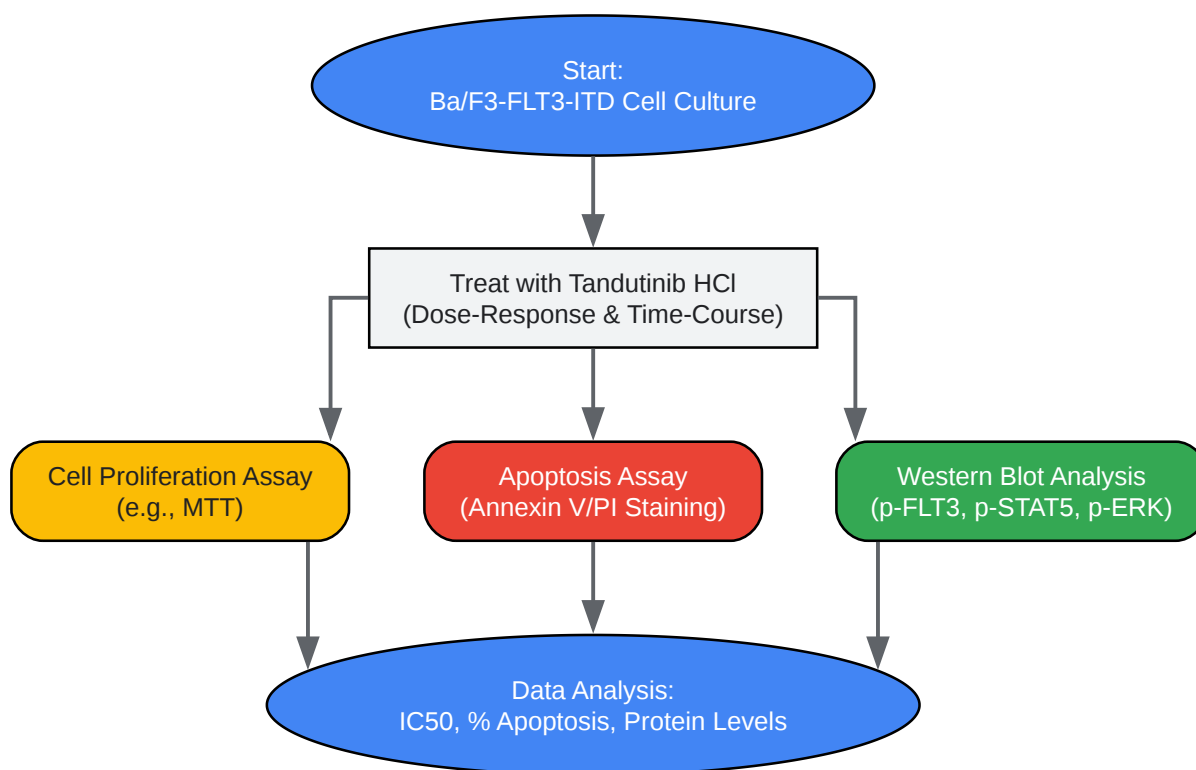 Start:
Ba/F3-FLT3-ITD Cell Culture
Treat with Tandutinib HCl
(Dose-Response & Time-Course)
Cell Proliferation Assay
(e.g., MTT)
Apoptosis Assay
(Annexin V/PI Staining)
Western Blot Analysis
(p-FLT3, p-STAT5, p-ERK)
Data Analysis:
IC50, % Apoptosis, Protein Levels